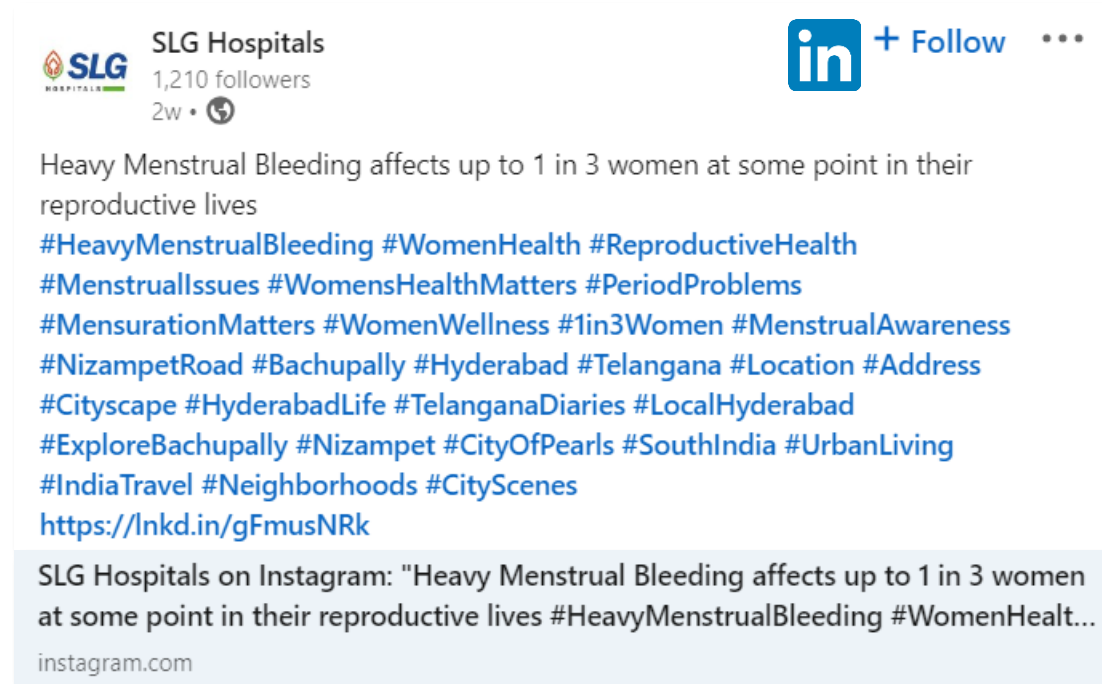 SLG
HOSPITALS
SLG Hospitals
1,210 followers
2w •
in
+ Follow
Heavy Menstrual Bleeding affects up to 1 in 3 women at some point in their
reproductive lives
#HeavyMenstrualBleeding #WomenHealth #ReproductiveHealth
#MenstrualIssues #WomensHealthMatters #PeriodProblems
#MensurationMatters #WomenWellness #1in3Women #MenstrualAwareness
#NizampetRoad #Bachupally #Hyderabad #Telangana #Location #Address
#Cityscape #HyderabadLife #TelanganaDiaries #LocalHyderabad
#ExploreBachupally #Nizampet #CityOfPearls #SouthIndia #UrbanLiving
#IndiaTravel #Neighborhoods #CityScenes
https://lnkd.in/gFmusNRk
SLG Hospitals on Instagram: "Heavy Menstrual Bleeding affects up to 1 in 3 women
at some point in their reproductive lives #HeavyMenstrualBleeding #WomenHealt...
instagram.com